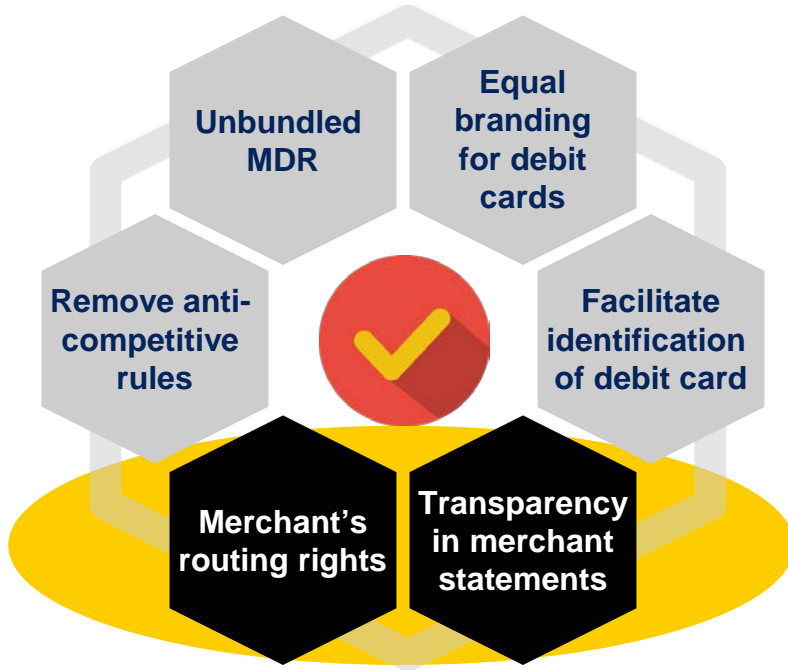 Unbundled
MDR
Equal
branding
for debit
cards
Remove anti-
competitive
rules
Facilitate
identification
of debit card
Merchant’s
routing rights
Transparency
in merchant
statements